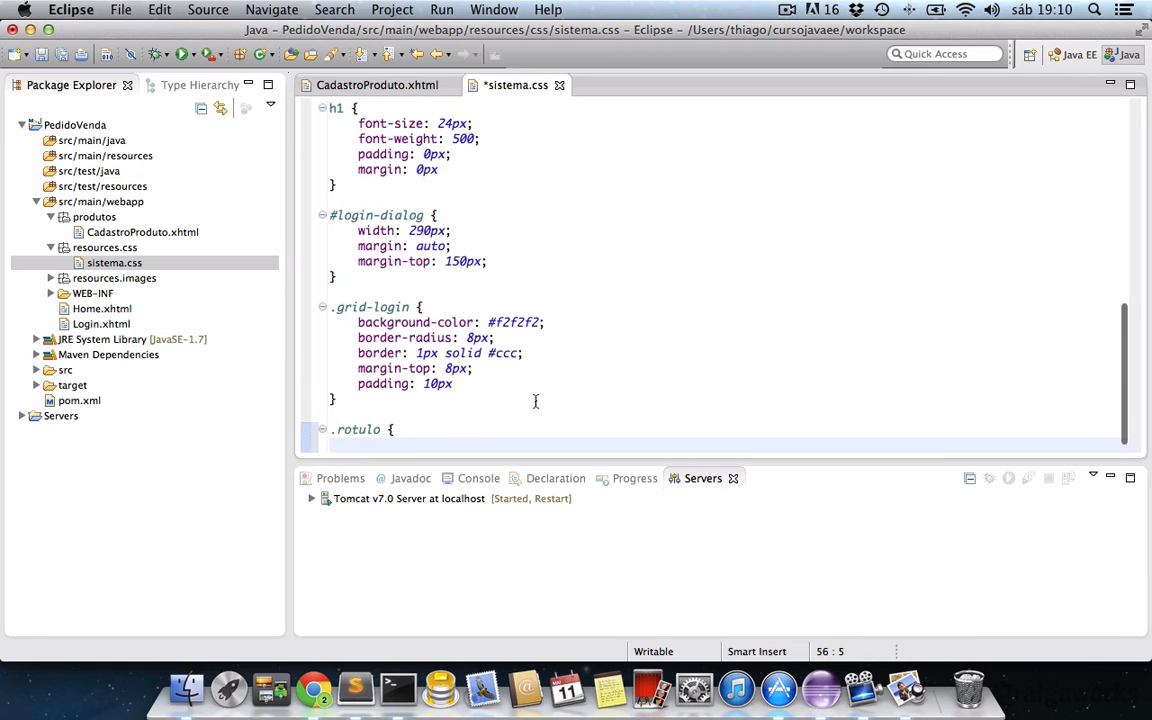 Eclipse File Edit Source Navigate Search Project Run Window Help 16 sáb 19:10
Java – PedidoVenda/src/main/webapp/resources/css/sistema.css – Eclipse – /Users/thiago/cursojavaee/workspace
Quick Access Java EE Java
Package Explorer Type Hierarchy
CadastroProduto.xhtml *sistema.css
PedidoVenda
src/main/java
src/main/resources
src/test/java
src/test/resources
src/main/webapp
produtos
CadastroProduto.xhtml
resources.css
sistema.css
resources.images
WEB-INF
Home.xhtml
Login.xhtml
JRE System Library [JavaSE-1.7]
Maven Dependencies
src
target
pom.xml
Servers
h1 {
font-size: 24px;
font-weight: 500;
padding: 0px;
margin: 0px
}
#login-dialog {
width: 290px;
margin: auto;
margin-top: 150px;
}
.grid-login {
background-color: #f2f2f2;
border-radius: 8px;
border: 1px solid #ccc;
margin-top: 8px;
padding: 10px
}
.rotulo {
Problems Javadoc Console Declaration Progress Servers
Tomcat v7.0 Server at localhost [Started, Restart]
Writable Smart Insert 56 : 5